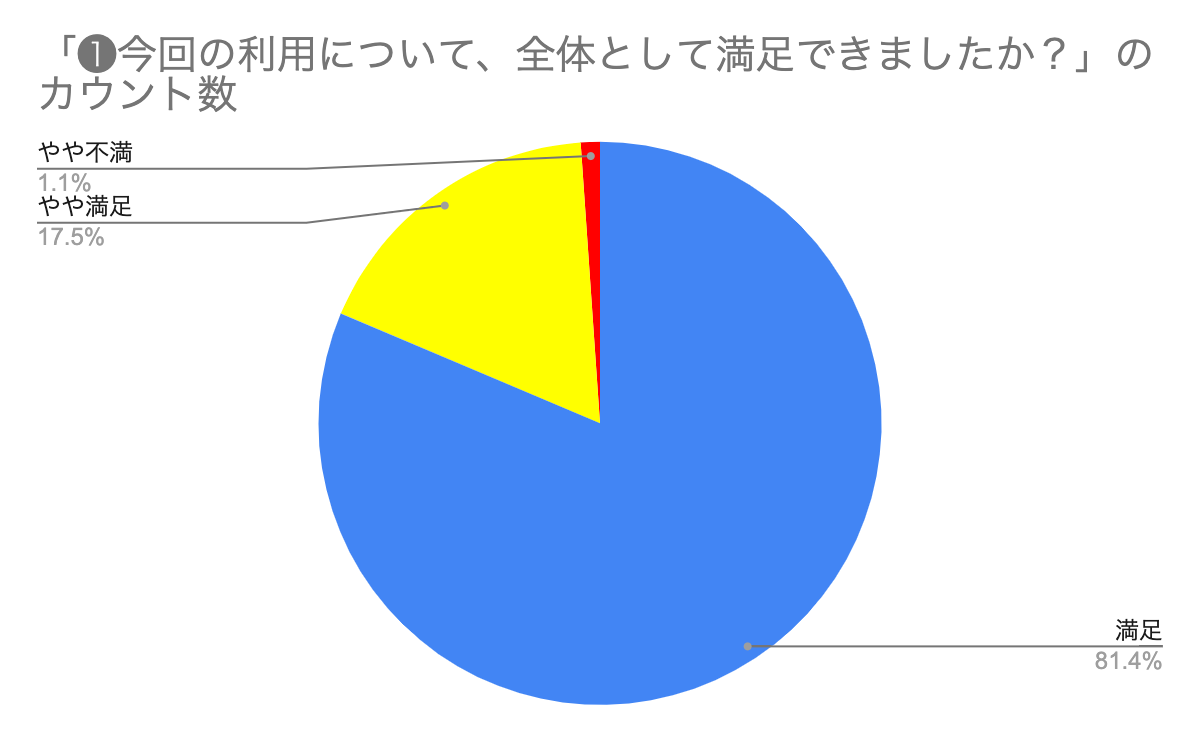 「❶今回の利用について、全体として満足できましたか？」の
カウント数
やや不満
1.1%
やや満足
17.5%
満足
81.4%